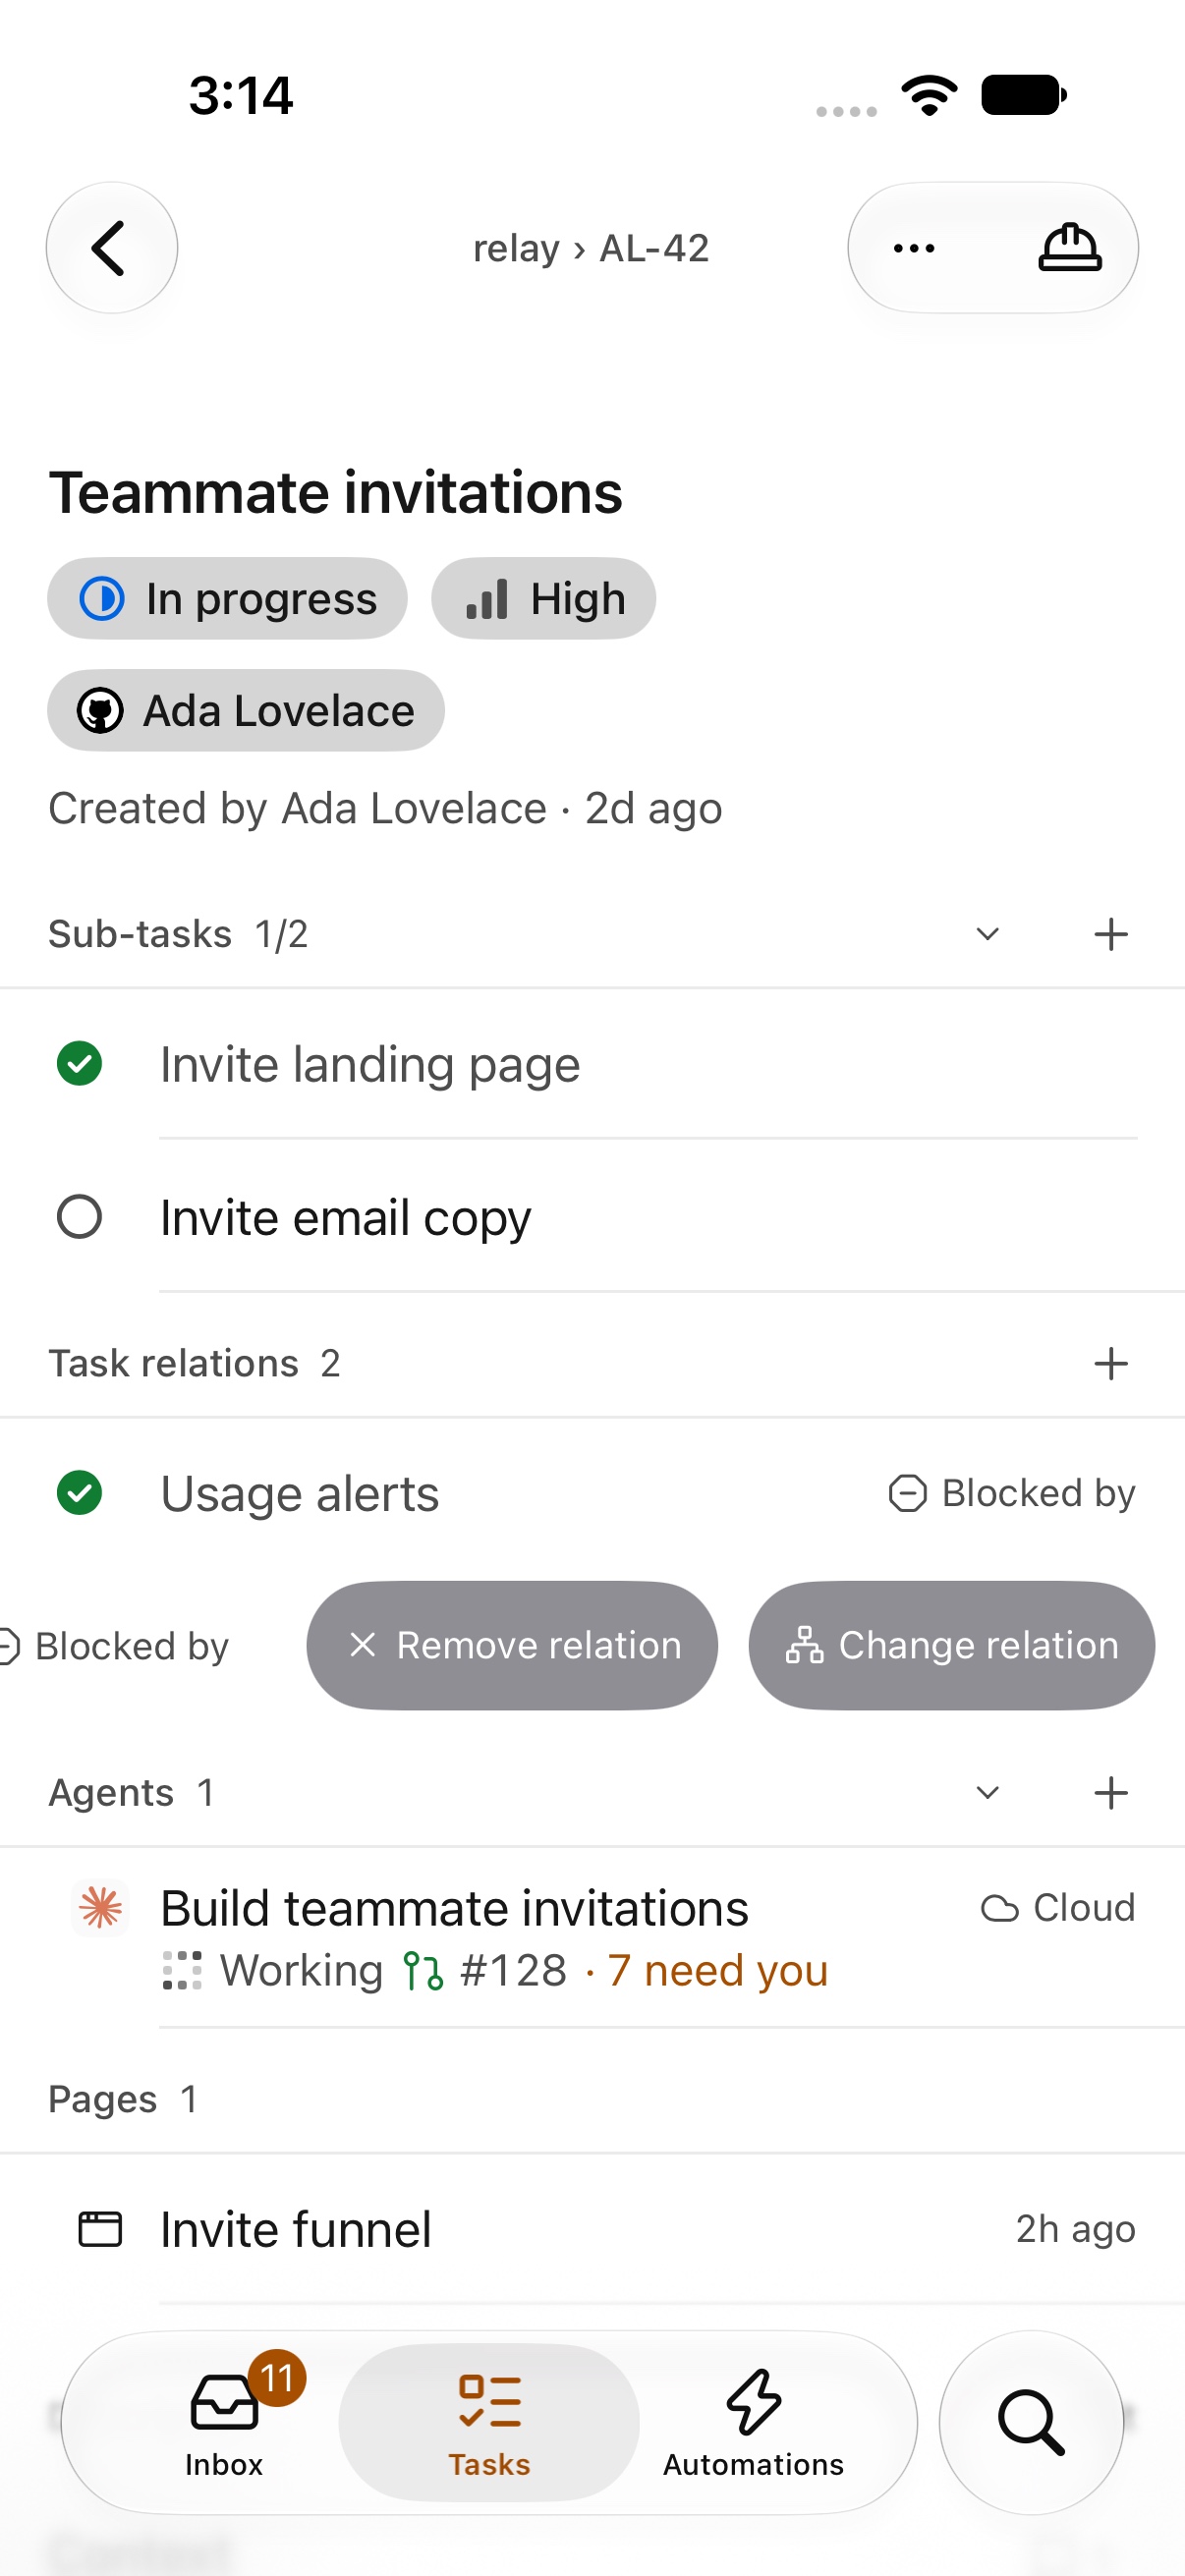 3:14
relay › AL-42
Teammate invitations
In progress
High
Ada Lovelace
Created by Ada Lovelace · 2d ago
Sub-tasks 1/2
Invite landing page
Invite email copy
Task relations 2
Usage alerts
Blocked by
Blocked by
Remove relation
Change relation
Agents 1
Build teammate invitations
Cloud
Working #128 · 7 need you
Pages 1
Invite funnel
2h ago
11
Inbox
Tasks
Automations